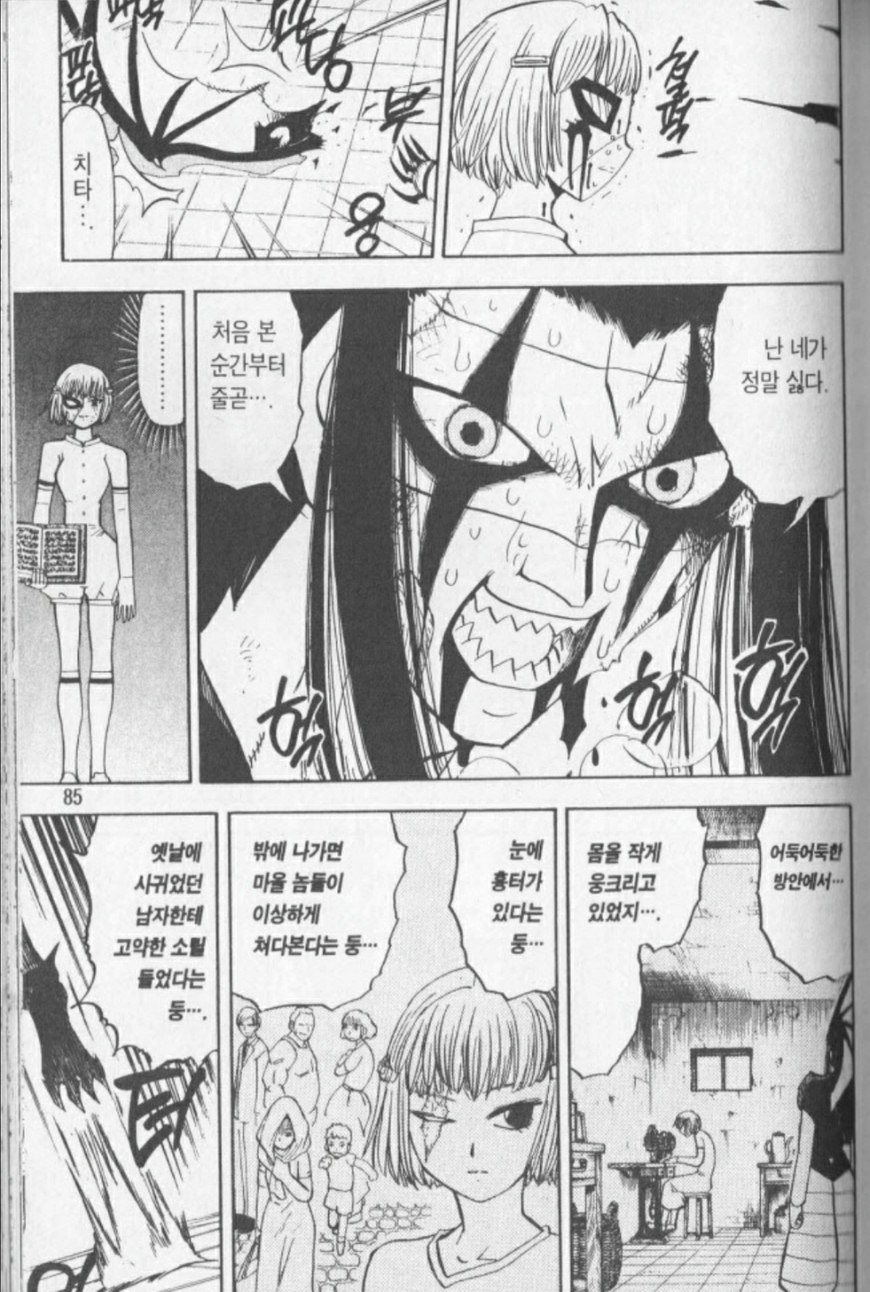 부
웅
치타….
난 네가
정말 싫다.
처음 본
순간부터
줄곧….
헉
헉
헉
…………
85
어둑어둑한
방안에서…
몸을 작게
웅크리고
있었지….
눈에
흉터가
있다는
둥…
밖에 나가면
마을 놈들이
이상하게
쳐다본다는 둥…
옛날에
사귀었던
남자한테
고약한 소릴
들었다는
둥….
터